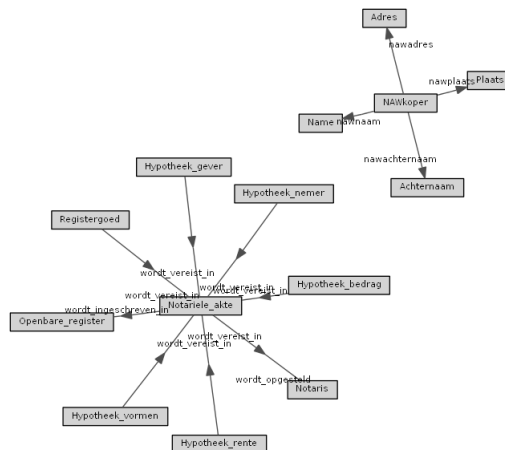 Adres
nawadres
nawplaats
Plaats
NAWkoper
Name
nawnaam
nawachternaam
Achternaam
Hypotheek_gever
Hypotheek_nemer
Registergoed
wordt_vereist_in
wordt_vereist_in
Hypotheek_bedrag
wordt_vereist_in
wordt_vereist_in
Notariele_akte
wordt_ingeschreven_in
Openbare_register
wordt_vereist_in
wordt_vereist_in
wordt_opgesteld
Notaris
Hypotheek_vormen
Hypotheek_rente